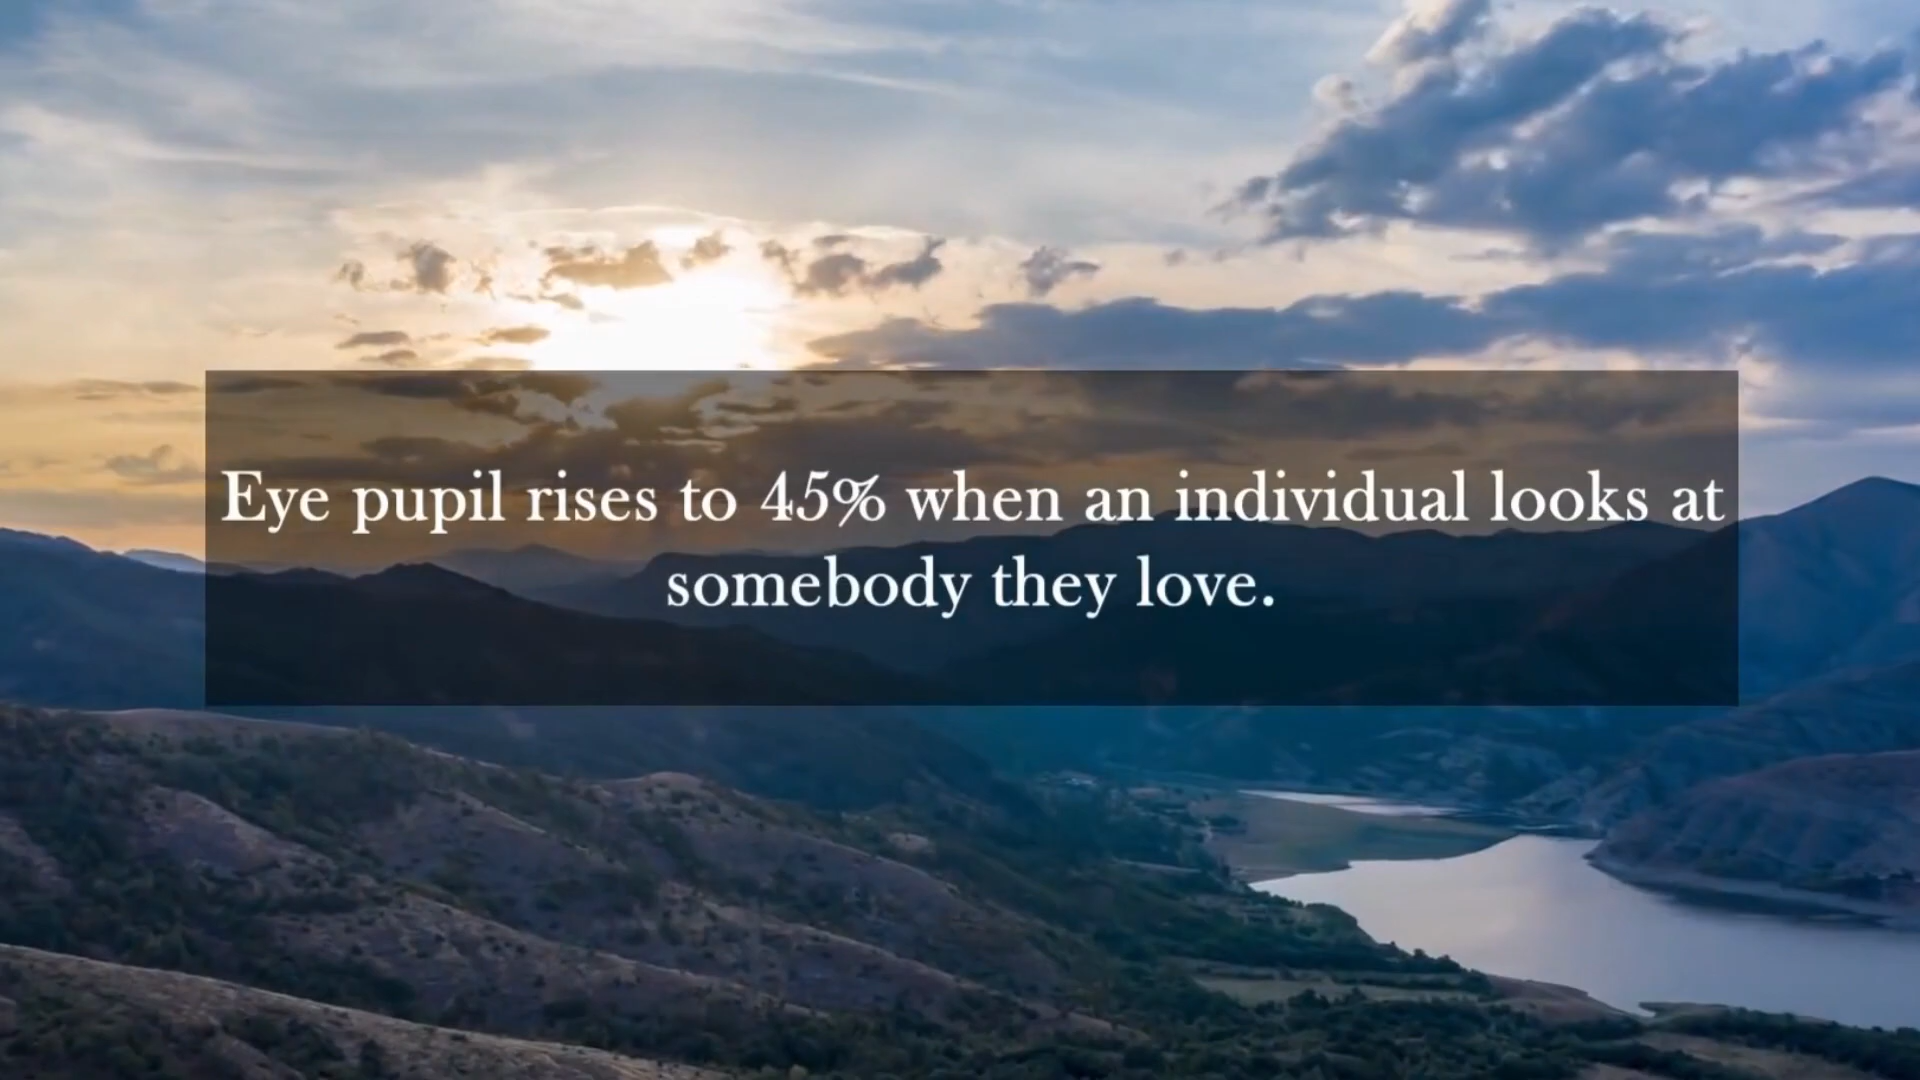 Eye pupil rises to 45% when an individual looks at
somebody they love.